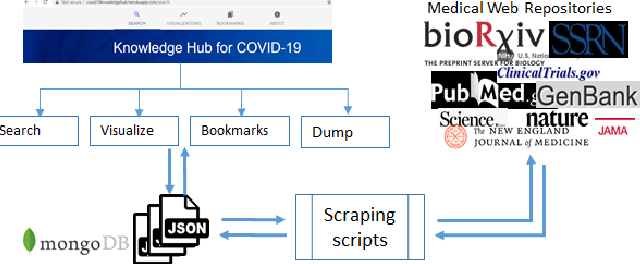 Not secure | covid19knowledgehub.herokuapp.com/search
SEARCH
VISUALIZATIONS
BOOKMARKS
ABOUT
Knowledge Hub for COVID-19
Search
Visualize
Bookmarks
Dump
Medical Web Repositories
bioRxiv
SSRN
THE PREPRINT SERVER FOR BIOLOGY
NIH U.S. National
ClinicalTrials.gov
PubMed.g
GenBank
Science
nature
JAMA
The NEW ENGLAND
JOURNAL of MEDICINE
mongoDB
JSON
Scraping
scripts